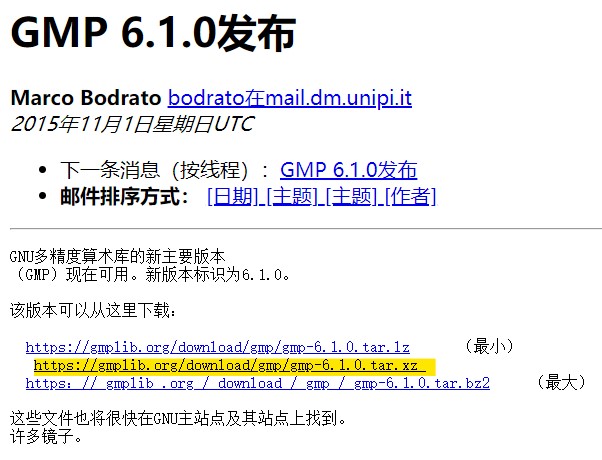 GMP 6.1.0发布
Marco Bodrato bodrato在mail.dm.unipi.it
2015年11月1日星期日UTC
下一条消息（按线程）：GMP 6.1.0发布
邮件排序方式： [日期] [主题] [主题] [作者]
GNU多精度算术库的新主要版本
（GMP）现在可用。新版本标识为6.1.0。
该版本可以从这里下载：
https://gmplib.org/download/gmp/gmp-6.1.0.tar.lz （最小）
https://gmplib.org/download/gmp/gmp-6.1.0.tar.xz
https：// gmplib .org / download / gmp / gmp-6.1.0.tar.bz2 （最大）
这些文件也将很快在GNU主站点及其站点上找到。
许多镜子。